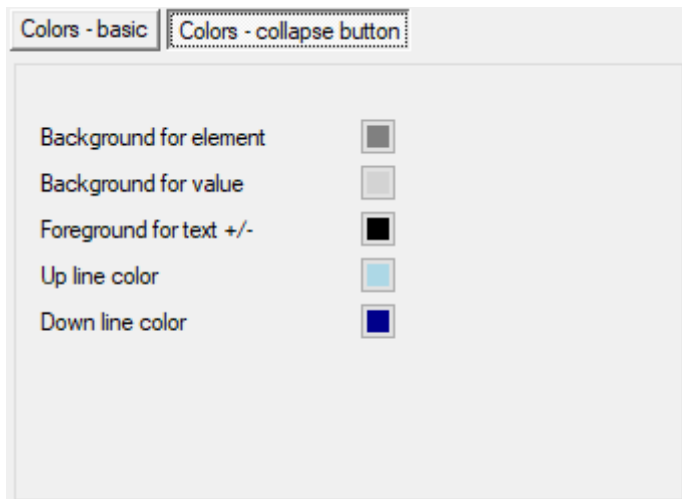 Colors - basic Colors - collapse button
Background for element
Background for value
Foreground for text +/-
Up line color
Down line color